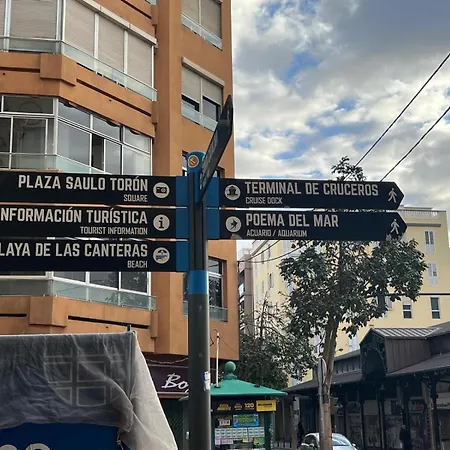 PLAZA SAULO TORÓN
SQUARE
INFORMACIÓN TURÍSTICA
TOURIST INFORMATION
LAYA DE LAS CANTERAS
BEACH
TERMINAL DE CRUCEROS
CRUISE DOCK
POEMA DEL MAR
ACUARIO / AQUARIUM